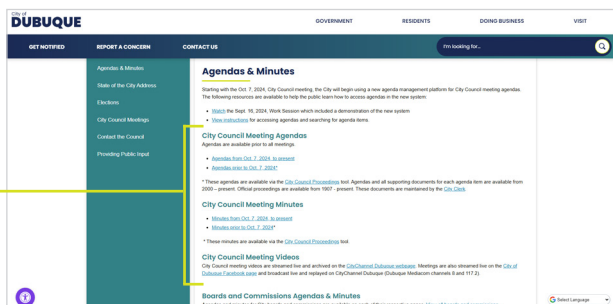 City of
DUBUQUE
GOVERNMENT RESIDENTS DOING BUSINESS VISIT
GET NOTIFIED REPORT A CONCERN CONTACT US I'm looking for...
Agendas & Minutes
State of the City Address
Elections
City Council Meetings
Contact the Council
Providing Public Input
Agendas & Minutes
Starting with the Oct. 7, 2024, City Council meeting, the City will begin using a new agenda management platform for City Council meeting agendas.
The following resources are available to help the public learn how to access agendas in the new system:
• Watch the Sept. 16, 2024, Work Session which included a demonstration of the new system
• View instructions for accessing agendas and searching for agenda items.
City Council Meeting Agendas
Agendas are available prior to all meetings.
• Agendas from Oct. 7, 2024, to present
• Agendas prior to Oct. 7, 2024*
* These agendas are available via the City Council Proceedings tool. Agendas and all supporting documents for each agenda item are available from
2000 – present. Official proceedings are available from 1907 - present. These documents are maintained by the City Clerk.
City Council Meeting Minutes
• Minutes from Oct. 7, 2024, to present
• Minutes prior to Oct. 7, 2024*
* These minutes are available via the City Council Proceedings tool.
City Council Meeting Videos
City Council meeting videos are streamed live and archived on the CityChannel Dubuque webpage. Meetings are also streamed live on the City of
Dubuque Facebook page and broadcast live and replayed on CityChannel Dubuque (Dubuque Mediacom channels 8 and 117.2).
Boards and Commissions Agendas & Minutes
Select Language